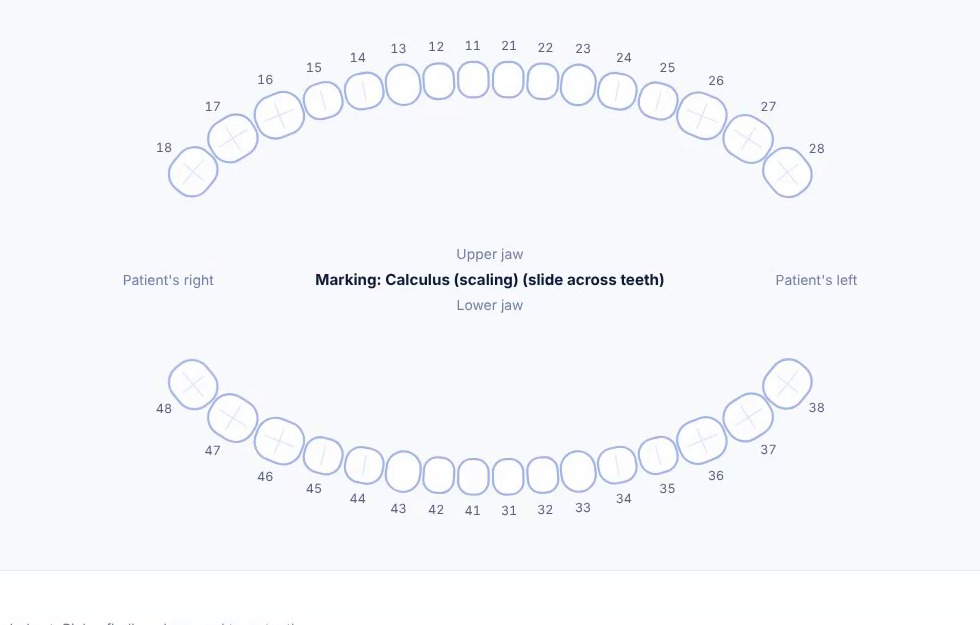 18 17 16 15 14 13 12 11 21 22 23 24 25 26 27 28
Upper jaw
Patient's right Marking: Calculus (scaling) (slide across teeth) Patient's left
Lower jaw
48 47 46 45 44 43 42 41 31 32 33 34 35 36 37 38